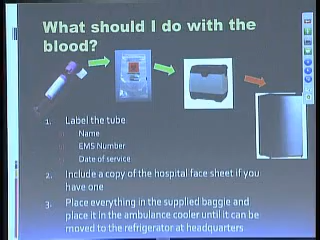 What should I do with the
blood?
1. Label the tube
Name
EMS Number
Date of service
2. Include a copy of the hospital face sheet if you
have one
3. Place everything in the supplied baggie and
place it in the ambulance cooler until it can be
moved to the refrigerator at headquarters